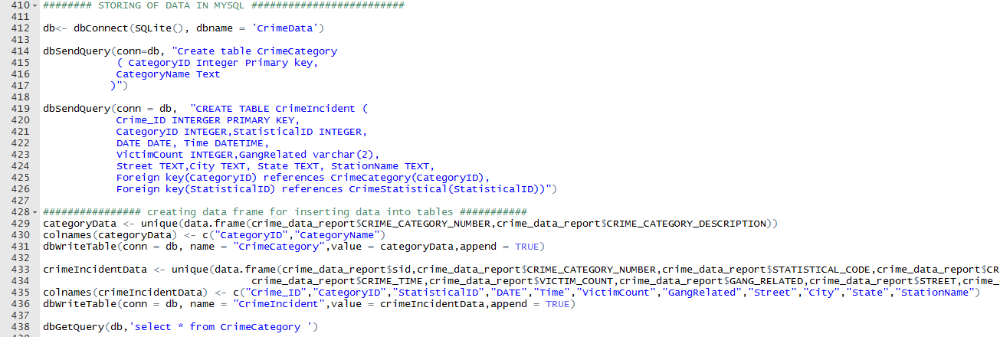 410 ######## STORING OF DATA IN MYSQL #########################
411
412 db<- dbConnect(SQLite(), dbname = 'CrimeData')
413
414 dbSendQuery(conn=db, "Create table CrimeCategory
415 ( CategoryID Integer Primary key,
416 CategoryName Text
417 )")
418
419 dbSendQuery(conn = db,  "CREATE TABLE CrimeIncident (
420 Crime_ID INTERGER PRIMARY KEY,
421 CategoryID INTEGER,StatisticalID INTEGER,
422 DATE DATE, Time DATETIME,
423 VictimCount INTEGER,GangRelated varchar(2),
424 Street TEXT,City TEXT, State TEXT, StationName TEXT,
425 Foreign key(CategoryID) references CrimeCategory(CategoryID),
426 Foreign key(StatisticalID) references CrimeStatistical(StatisticalID))")
427
428 ################ creating data frame for inserting data into tables ###########
429 categoryData <- unique(data.frame(crime_data_report$CRIME_CATEGORY_NUMBER,crime_data_report$CRIME_CATEGORY_DESCRIPTION))
430 colnames(categoryData) <- c("CategoryID","CategoryName")
431 dbWriteTable(conn = db, name = "CrimeCategory",value = categoryData,append = TRUE)
432
433 crimeIncidentData <- unique(data.frame(crime_data_report$sid,crime_data_report$CRIME_CATEGORY_NUMBER,crime_data_report$STATISTICAL_CODE,crime_data_report$CR
434 crime_data_report$CRIME_TIME,crime_data_report$VICTIM_COUNT,crime_data_report$GANG_RELATED,crime_data_report$STREET,crime_
435 colnames(crimeIncidentData) <- c("Crime_ID","CategoryID","StatisticalID","DATE","Time","VictimCount","GangRelated","Street","City","State","StationName")
436 dbWriteTable(conn = db, name = "CrimeIncident",value = crimeIncidentData,append = TRUE)
437
438 dbGetQuery(db,'select * from CrimeCategory ')